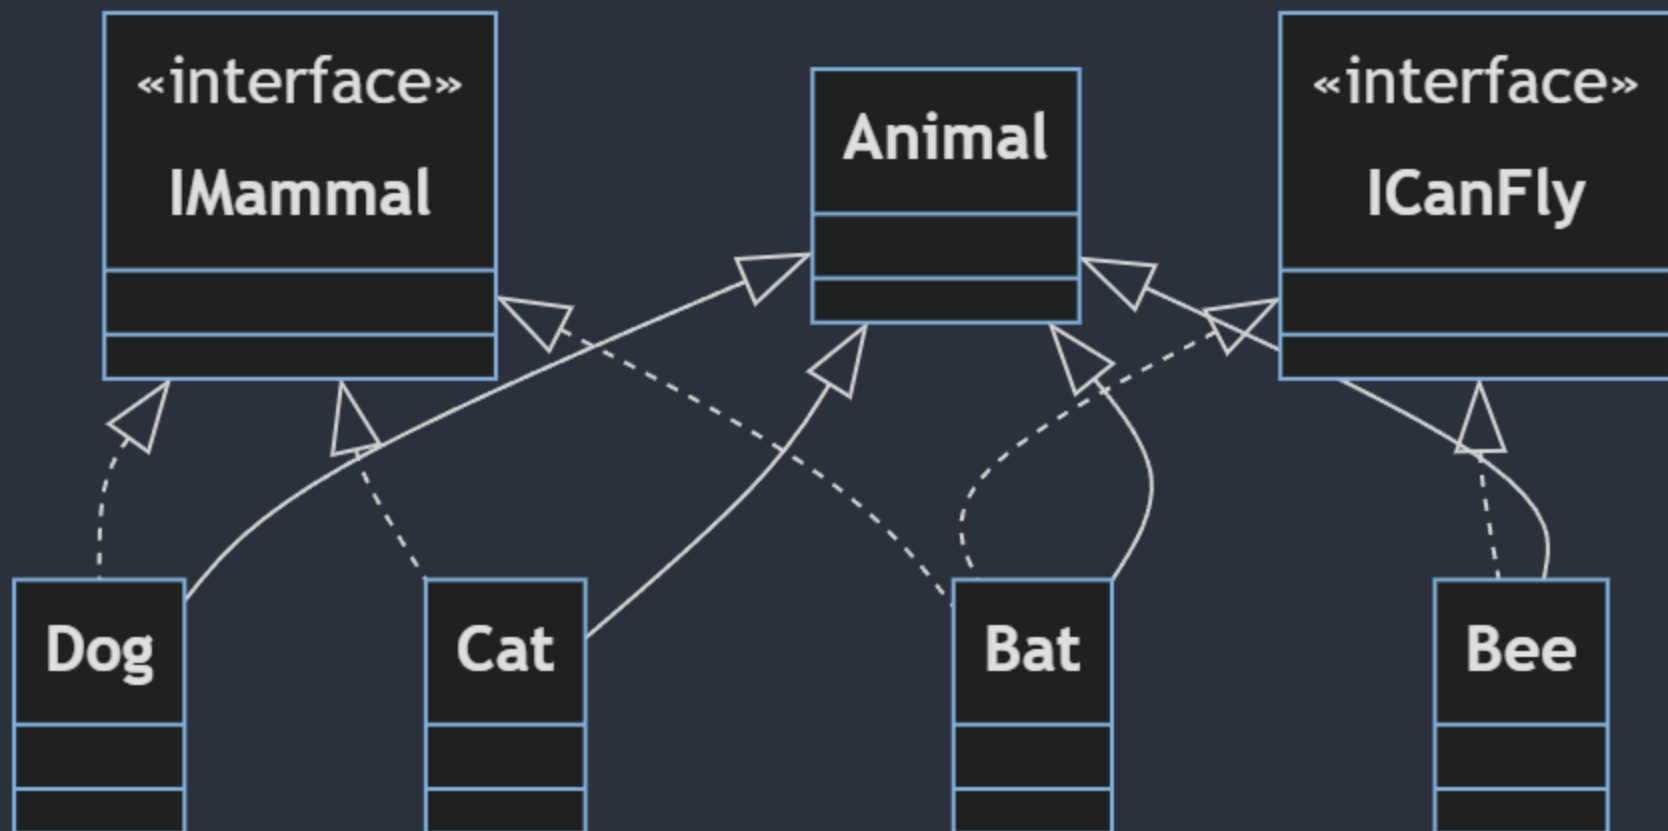 «interface»
IMammal
Animal
«interface»
ICanFly
Dog
Cat
Bat
Bee